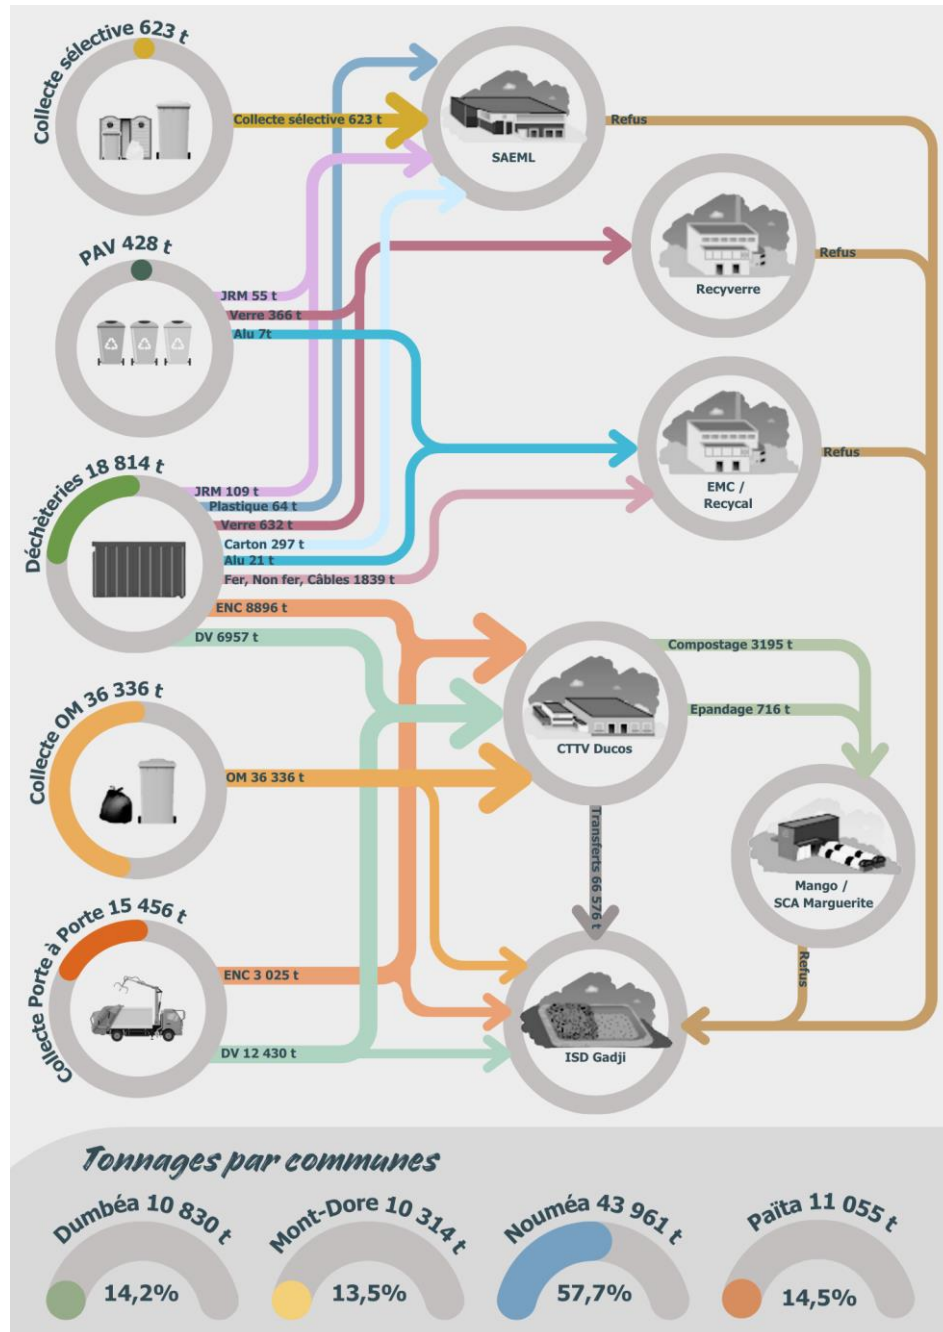 Collecte sélective 623 t
Collecte sélective 623 t
SAEML
Refus
PAV 428 t
JRM 55 t
Verre 366 t
Alu 7t
Recyverre
Refus
EMC /
Recycal
Refus
Déchèteries 18 814 t
JRM 109 t
Plastique 64 t
Verre 632 t
Carton 297 t
Alu 21 t
Fer, Non fer, Câbles 1839 t
ENC 8896 t
DV 6957 t
Compostage 3195 t
Epandage 716 t
CTTV Ducos
Collecte OM 36 336 t
OM 36 336 t
Transferts 66 576 t
Mango /
SCA Marguerite
Refus
Collecte Porte à Porte 15 456 t
ENC 3 025 t
DV 12 430 t
ISD Gadji
Tonnages par communes
Dumbéa 10 830 t
14,2%
Mont-Dore 10 314 t
13,5%
Nouméa 43 961 t
57,7%
Païta 11 055 t
14,5%